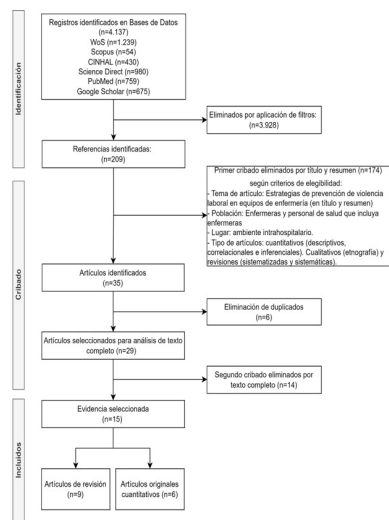 Identificación
Registros identificados en Bases de Datos
(n=4.137)
WoS (n=1.239)
Scopus (n=54)
CINHAL (n=430)
Science Direct (n=980)
PubMed (n=759)
Google Scholar (n=675)
Eliminados por aplicación de filtros:
(n=3.928)
Referencias identificadas:
(n=209)
Primer cribado eliminados por título y resumen (n=174)
según criterios de elegibilidad:
- Tema de artículo: Estrategias de prevención de violencia
laboral en equipos de enfermería (en título y resumen)
- Población: Enfermeras y personal de salud que incluya
enfermeras
- Lugar: ambiente intrahospitalario.
- Tipo de artículos: cuantitativos (descriptivos,
correlacionales e inferenciales). Cualitativos (etnografía) y
revisiones (sistematizadas y sistemáticas).
Cribado
Artículos identificados
(n=35)
Eliminación de duplicados
(n=6)
Artículos seleccionados para análisis de texto
completo (n=29)
Segundo cribado eliminados por
texto completo (n=14)
Incluidos
Evidencia seleccionada
(n=15)
Artículos de revisión
(n=9)
Artículos originales
cuantitativos (n=6)